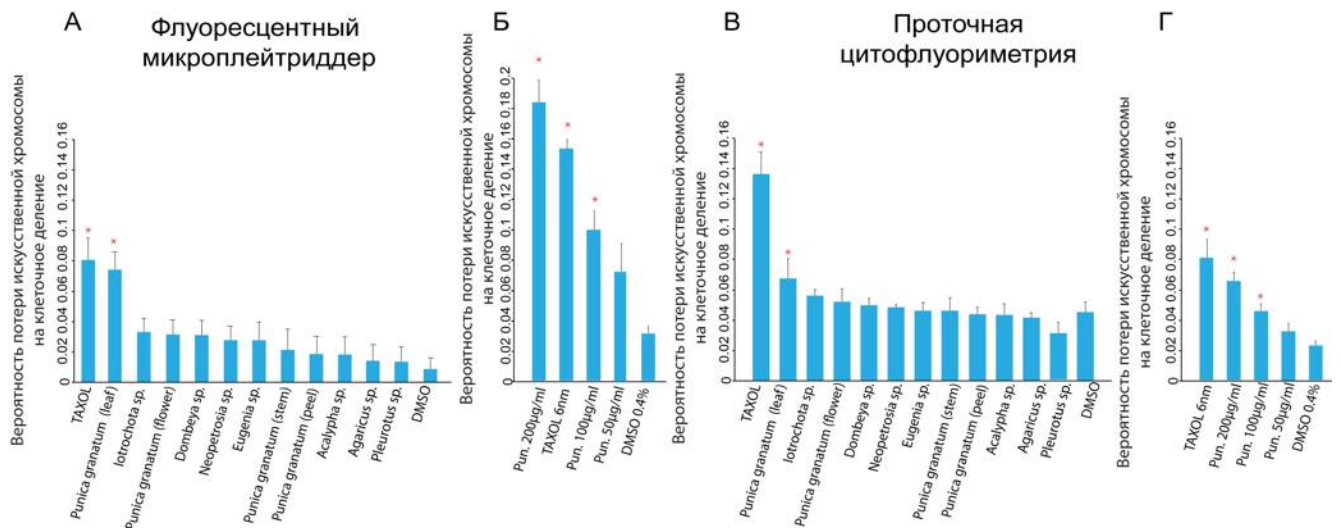 А
Флуоресцентный
микроплейтриддер
Вероятность потери искусственной хромосомы
на клеточное деление
0 0.02 0.04 0.06 0.08 0.1 0.12 0.14 0.16
TAXOL
Punica granatum (leaf)
Iotrochota sp.
Punica granatum (flower)
Dombeya sp.
Neopetrosia sp.
Eugenia sp.
Punica granatum (stem)
Punica granatum (peel)
Acalypha sp.
Agaricus sp.
Pleurotus sp.
DMSO
Б
Вероятность потери искусственной хромосомы
на клеточное деление
0 0.02 0.04 0.06 0.08 0.1 0.12 0.14 0.16 0.18 0.2
Pun. 200µg/ml
TAXOL 6nm
Pun. 100µg/ml
Pun. 50µg/ml
DMSO 0.4%
В
Проточная
цитофлуориметрия
Вероятность потери искусственной хромосомы
на клеточное деление
0 0.02 0.04 0.06 0.08 0.1 0.12 0.14 0.16
TAXOL
Punica granatum (leaf)
Iotrochota sp.
Punica granatum (flower)
Dombeya sp.
Neopetrosia sp.
Eugenia sp.
Punica granatum (stem)
Punica granatum (peel)
Acalypha sp.
Agaricus sp.
Pleurotus sp.
DMSO
Г
Вероятность потери искусственной хромосомы
на клеточное деление
0 0.02 0.04 0.06 0.08 0.1 0.12 0.14 0.16
TAXOL 6nm
Pun. 200µg/ml
Pun. 100µg/ml
Pun. 50µg/ml
DMSO 0.4%